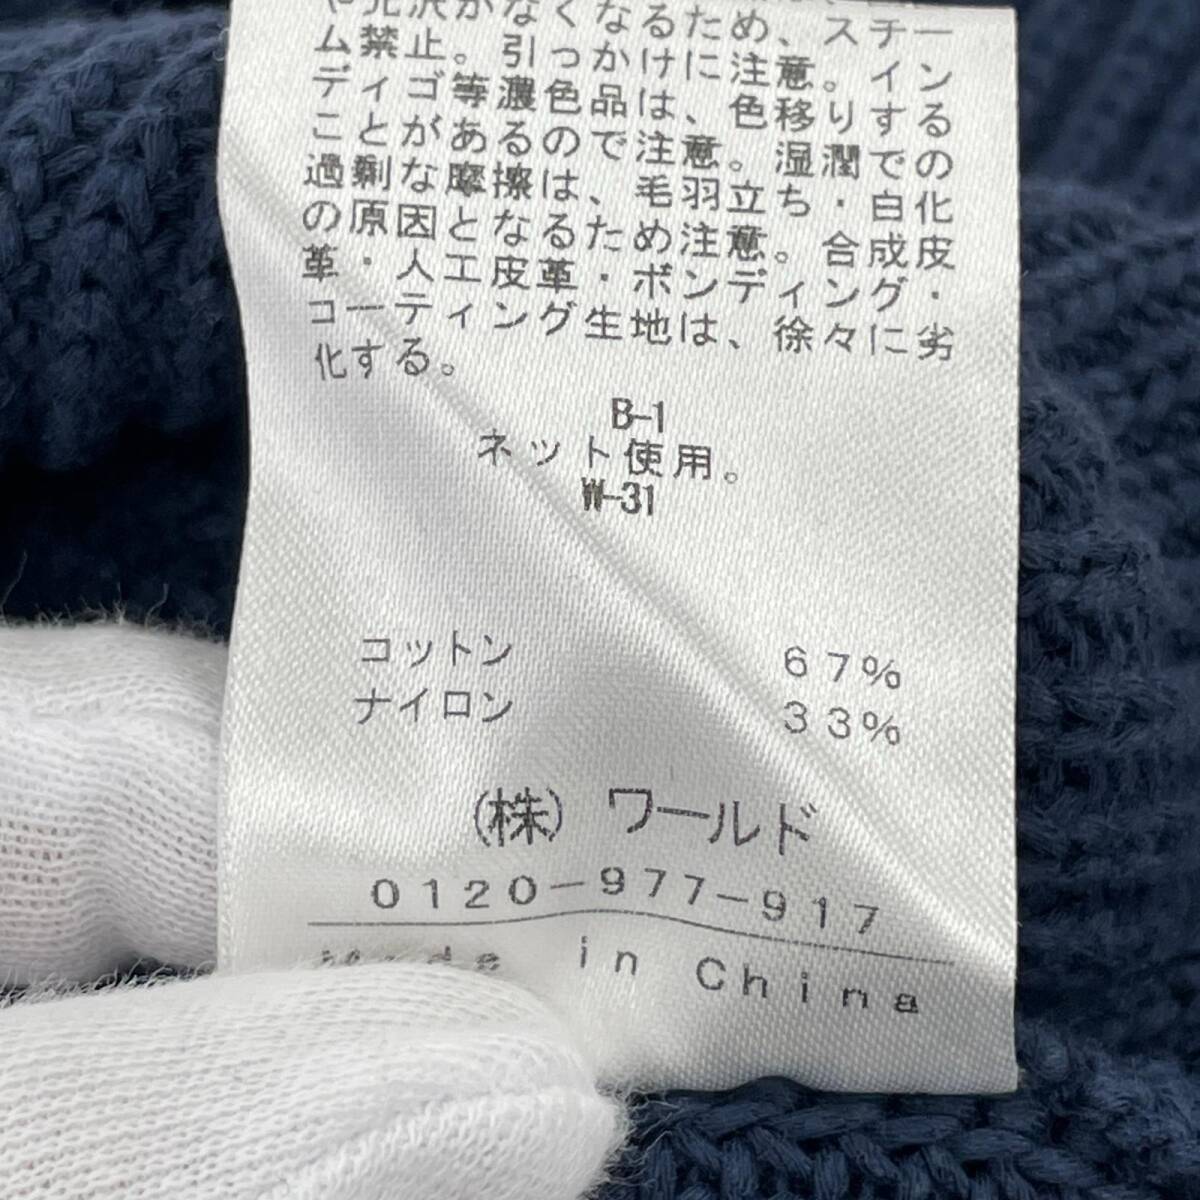 や光沢がなくなるため、スチー
ム禁止。引っかけに注意。イン
ディゴ等濃色品は、色移りする
ことがあるので注意。湿潤での
過剰な摩擦は、毛羽立ち・白化
の原因となるため注意。合成皮
革・人工皮革・ボンディング・
コーティング生地は、徐々に劣
化する。
B-1
ネット使用。
W-31
コットン 67%
ナイロン 33%
(株) ワールド
0120-977-917
Made in China